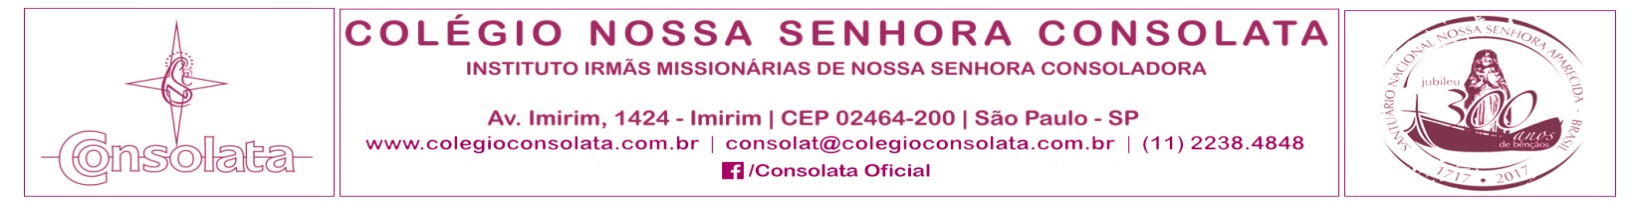 Consolata
COLÉGIO NOSSA SENHORA CONSOLATA
INSTITUTO IRMÃS MISSIONÁRIAS DE NOSSA SENHORA CONSOLADORA
Av. Imirim, 1424 - Imirim | CEP 02464-200 | São Paulo - SP
www.colegioconsolata.com.br | consolat@colegioconsolata.com.br | (11) 2238.4848
/Consolata Oficial
SANTUÁRIO NACIONAL NOSSA SENHORA APARECIDA - BRASIL
jubileu
300
anos
de bênçãos
1717 • 2017